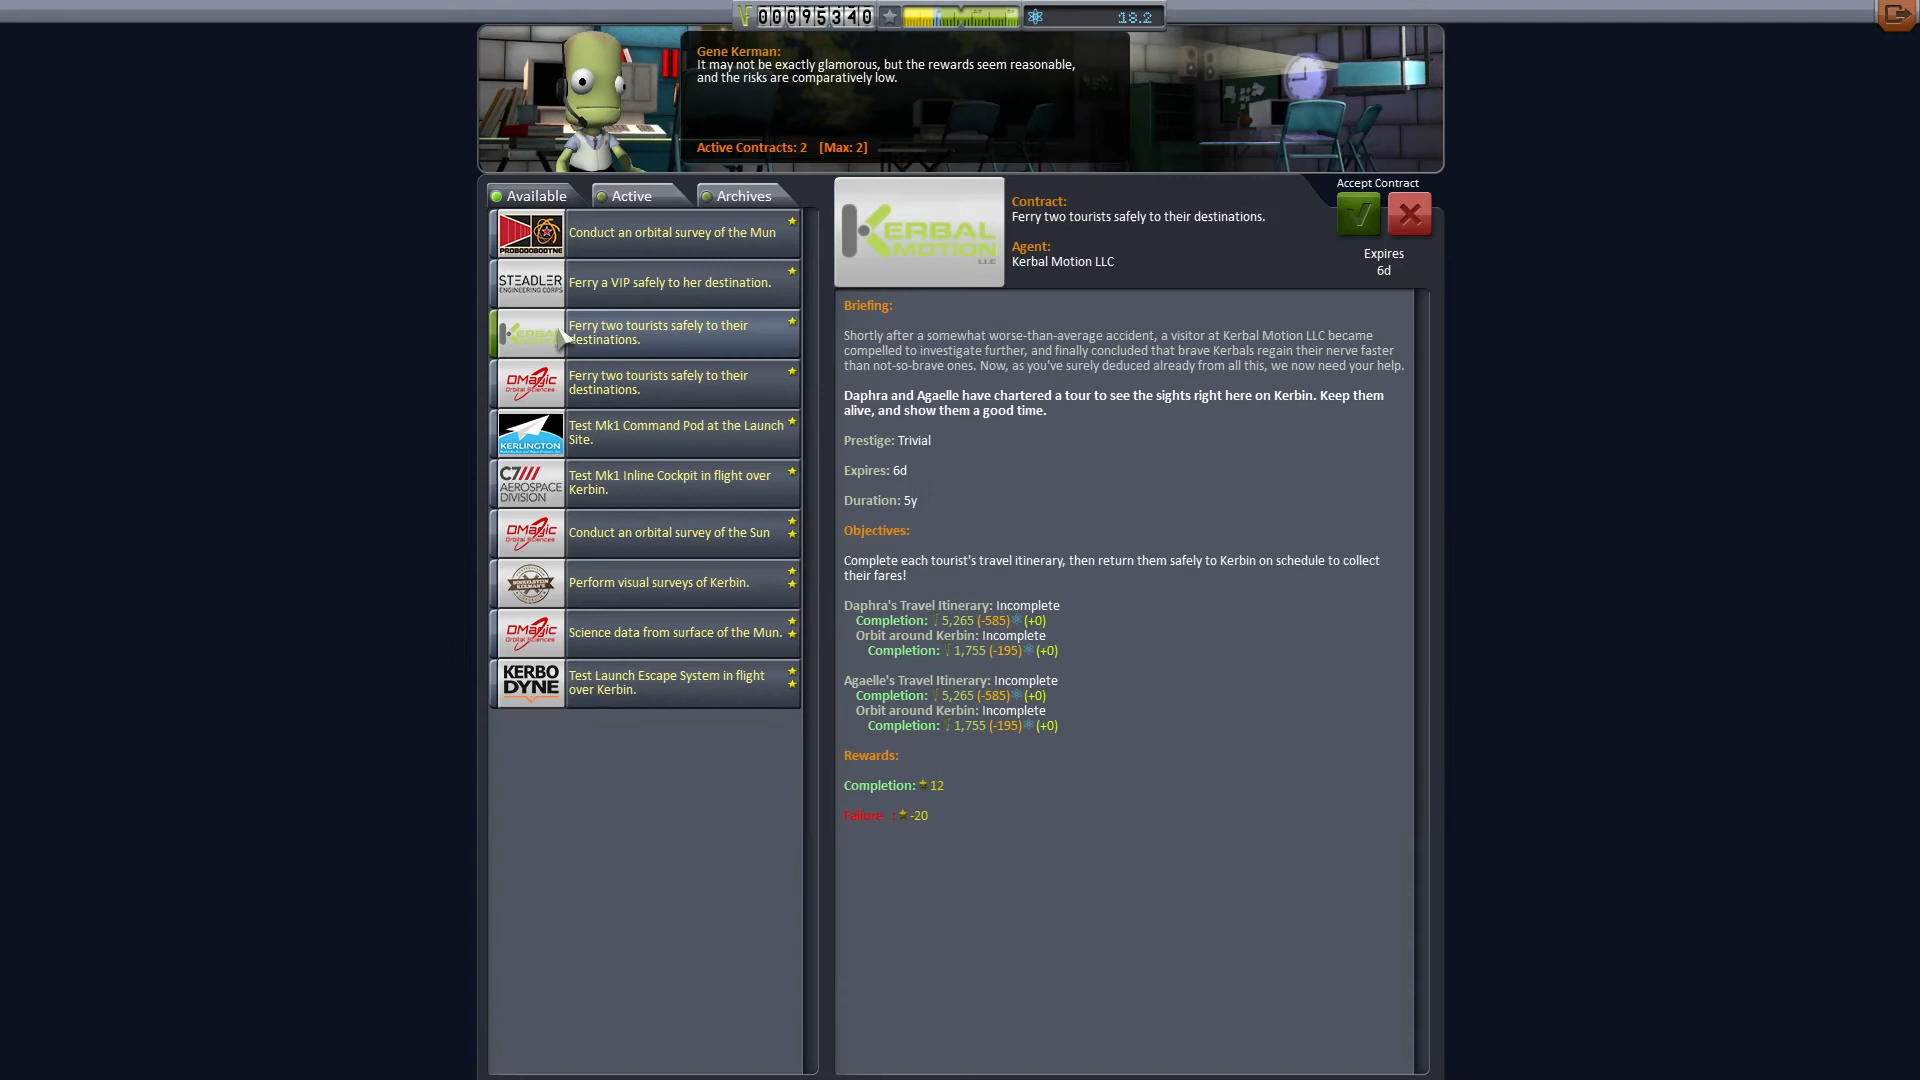 00095340
18.2
Gene Kerman:
It may not be exactly glamorous, but the rewards seem reasonable,
and the risks are comparatively low.
Active Contracts: 2 [Max: 2]
Available
Active
Archives
PROBODOBODYNE
Conduct an orbital survey of the Mun
STEADLER
ENGINEERING CORPS
Ferry a VIP safely to her destination.
Ferry two tourists safely to their
destinations.
DMagic
Orbital Sciences
Ferry two tourists safely to their
destinations.
KERLINGTON
Test Mk1 Command Pod at the Launch
Site.
C7
AEROSPACE
DIVISION
Test Mk1 Inline Cockpit in flight over
Kerbin.
DMagic
Orbital Sciences
Conduct an orbital survey of the Sun
Perform visual surveys of Kerbin.
DMagic
Orbital Sciences
Science data from surface of the Mun.
KERBO
DYNE
Test Launch Escape System in flight
over Kerbin.
KERBAL
MOTION
LLC
Contract:
Ferry two tourists safely to their destinations.
Agent:
Kerbal Motion LLC
Accept Contract
Expires
6d
Briefing:
Shortly after a somewhat worse-than-average accident, a visitor at Kerbal Motion LLC became
compelled to investigate further, and finally concluded that brave Kerbals regain their nerve faster
than not-so-brave ones. Now, as you've surely deduced already from all this, we now need your help.
Daphra and Agaelle have chartered a tour to see the sights right here on Kerbin. Keep them
alive, and show them a good time.
Prestige: Trivial
Expires: 6d
Duration: 5y
Objectives:
Complete each tourist's travel itinerary, then return them safely to Kerbin on schedule to collect
their fares!
Daphra's Travel Itinerary: Incomplete
Completion: 5,265 (-585) (+0)
Orbit around Kerbin: Incomplete
Completion: 1,755 (-195) (+0)
Agaelle's Travel Itinerary: Incomplete
Completion: 5,265 (-585) (+0)
Orbit around Kerbin: Incomplete
Completion: 1,755 (-195) (+0)
Rewards:
Completion: 12
Failure : -20